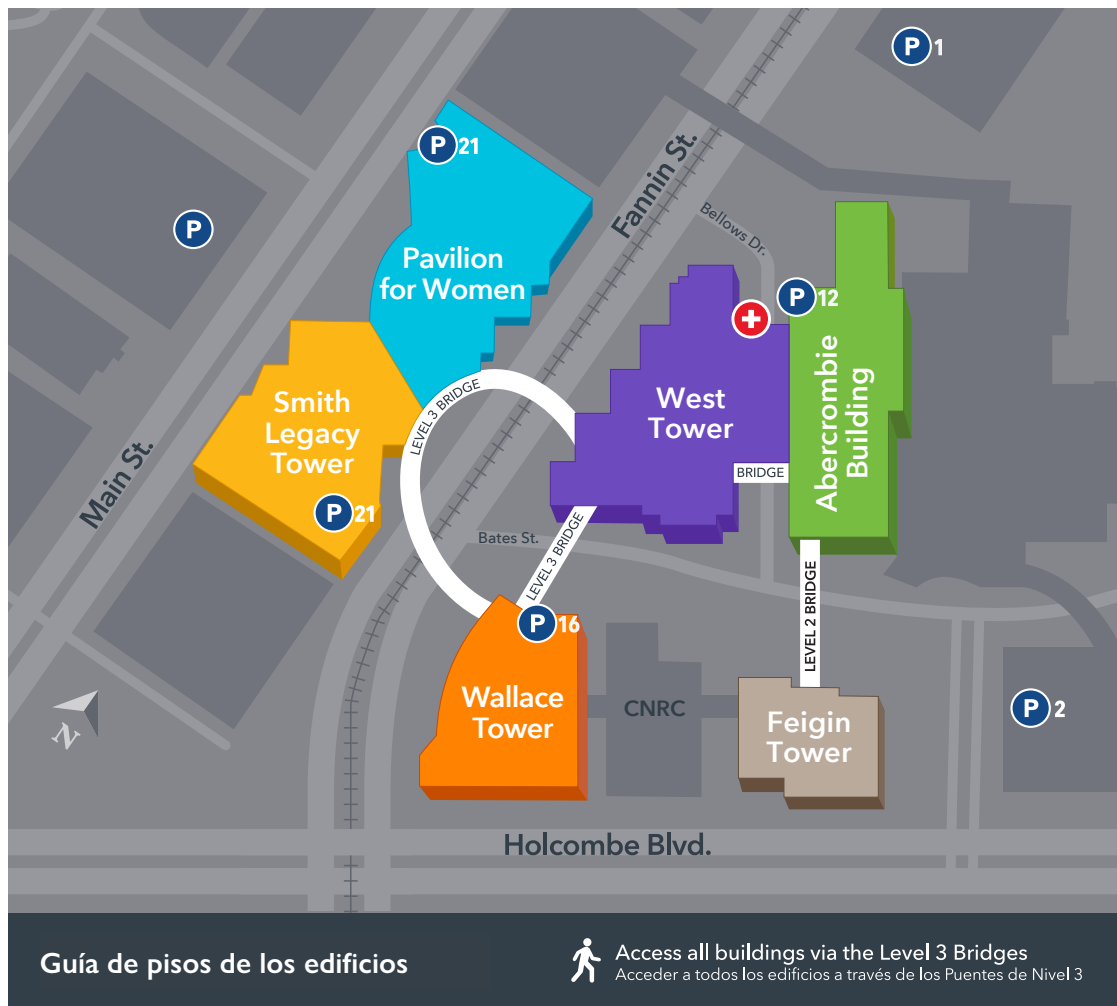 P 1
P 21
Fannin St.
P
Bellows Dr.
Pavilion
for Women
P 12
Smith
Legacy
Tower
LEVEL 3 BRIDGE
West
Tower
Abercrombie
Building
Main St.
BRIDGE
P 21
Bates St.
LEVEL 3 BRIDGE
LEVEL 2 BRIDGE
P 16
Wallace
Tower
CNRC
Feigin
Tower
P 2
N
Holcombe Blvd.
Guía de pisos de los edificios
Access all buildings via the Level 3 Bridges
Acceder a todos los edificios a través de los Puentes de Nivel 3